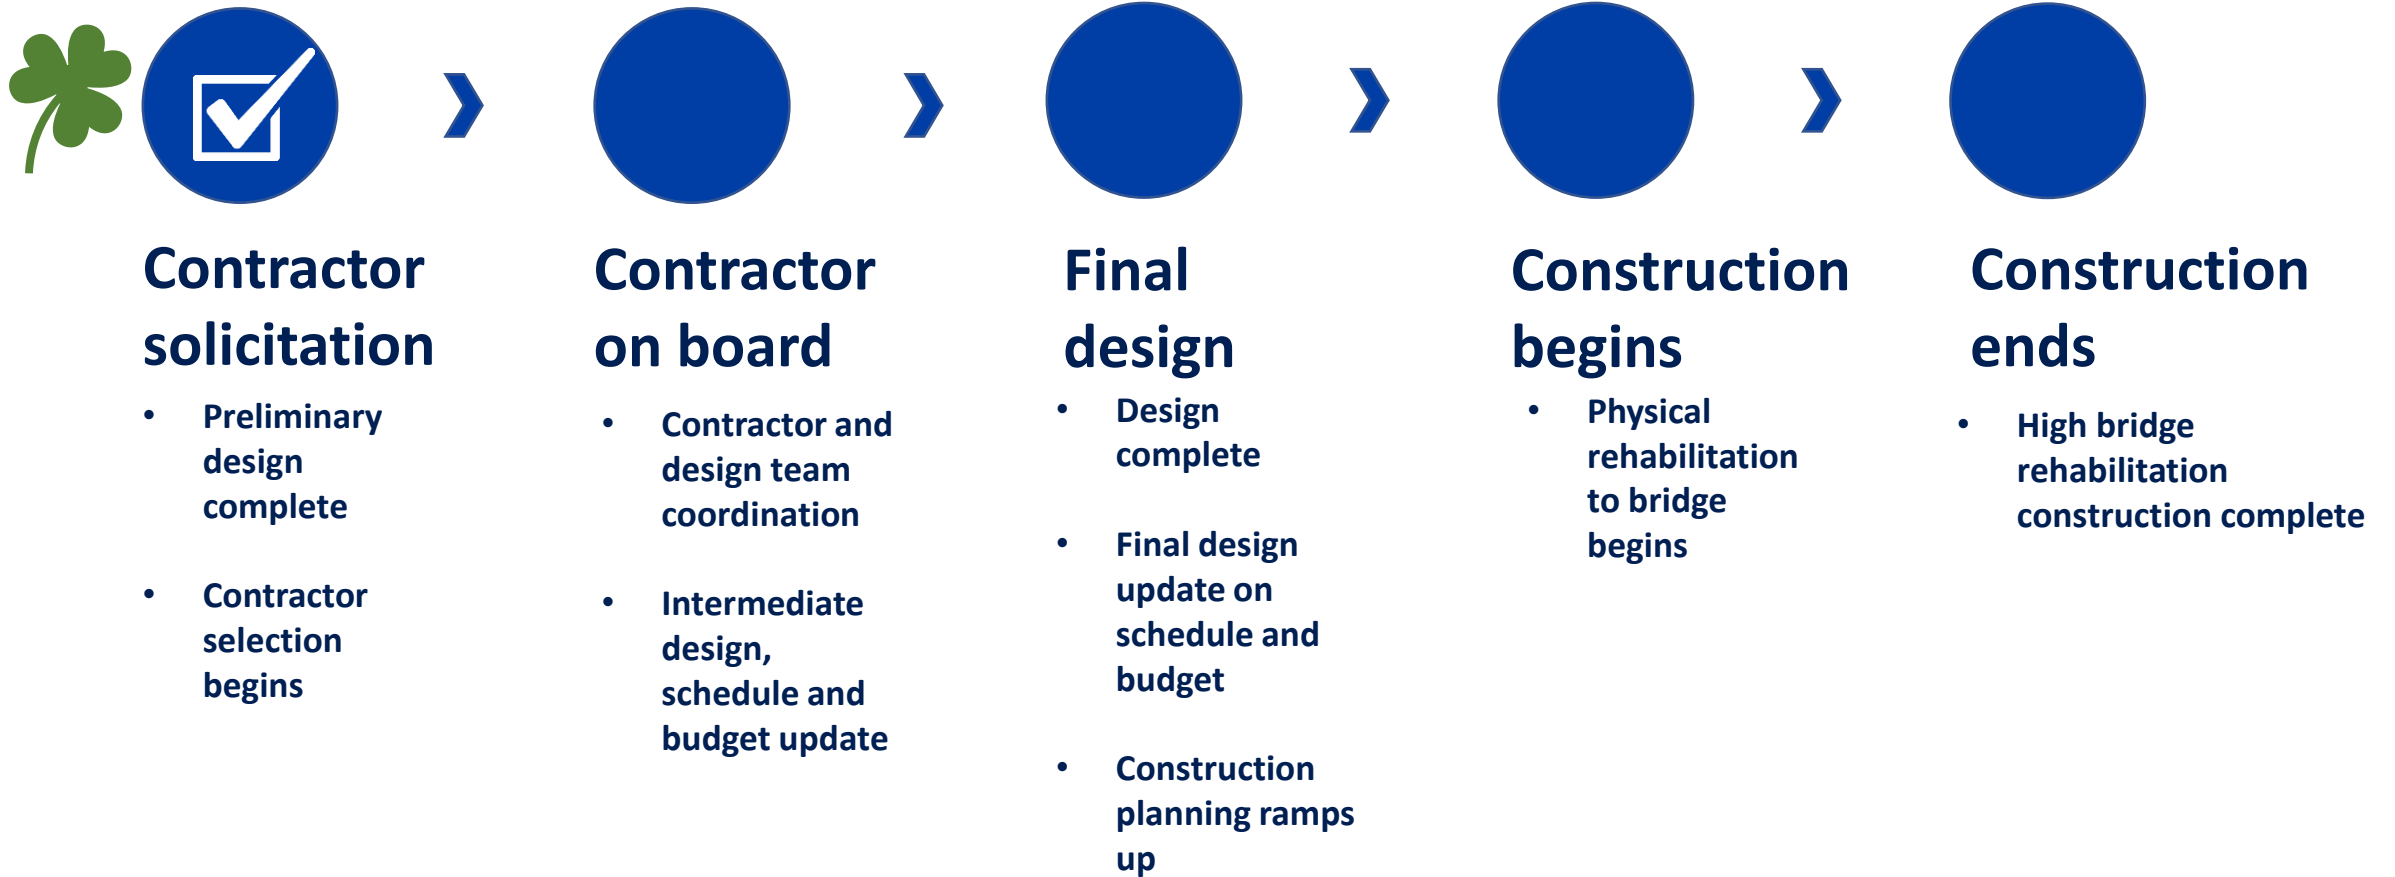 Contractor
solicitation
• Preliminary
design
complete
• Contractor
selection
begins
Contractor
on board
• Contractor and
design team
coordination
• Intermediate
design,
schedule and
budget update
Final
design
• Design
complete
• Final design
update on
schedule and
budget
• Construction
planning ramps
up
Construction
begins
• Physical
rehabilitation
to bridge
begins
Construction
ends
• High bridge
rehabilitation
construction complete